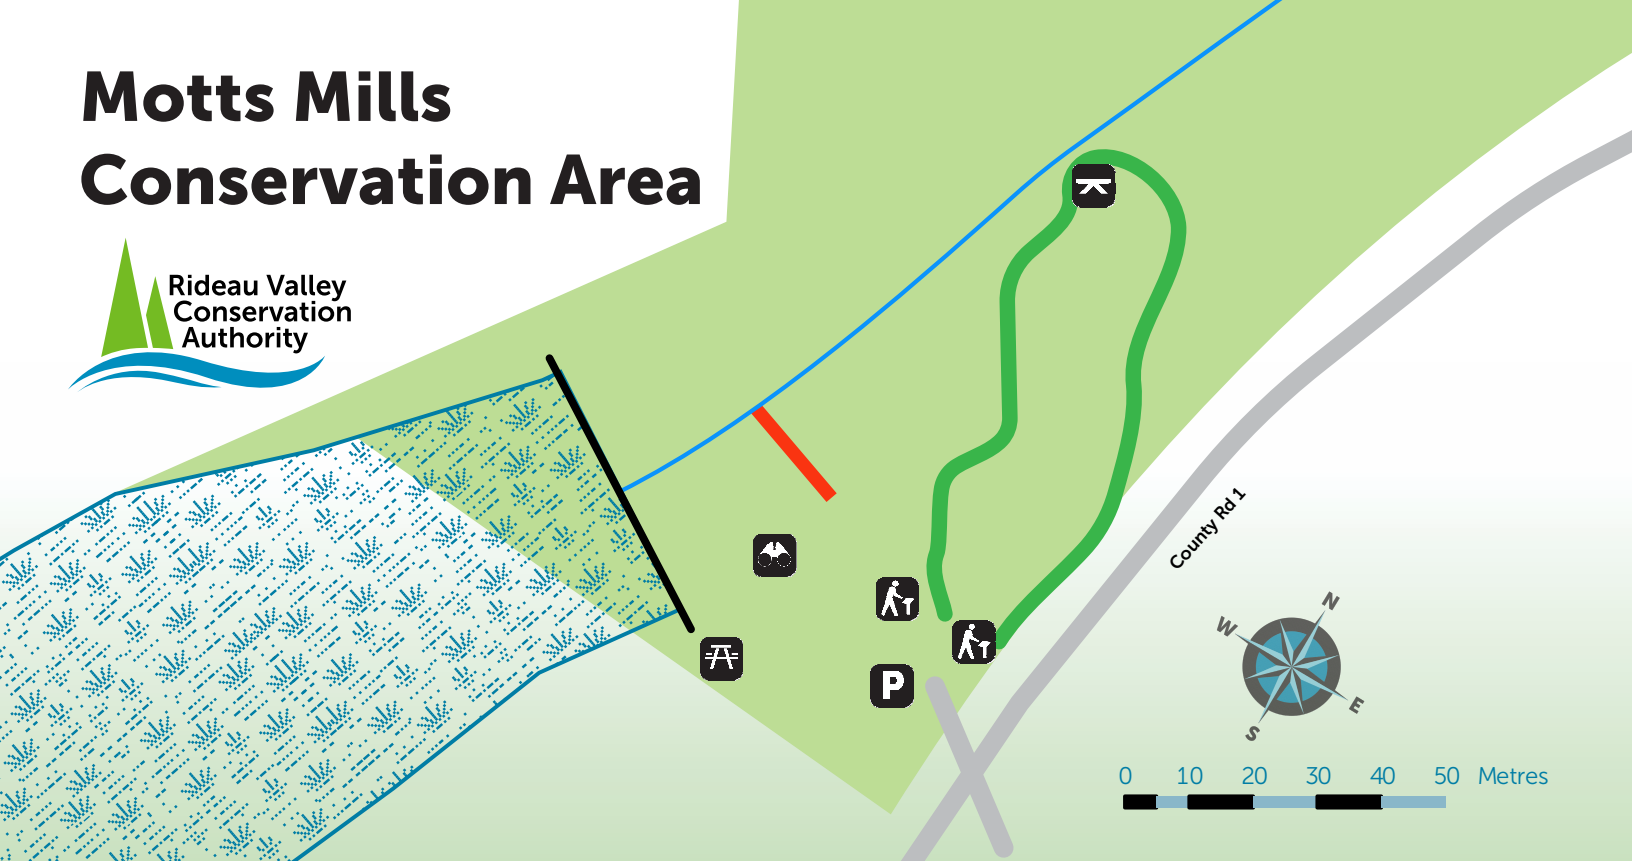 Motts Mills
Conservation Area
Rideau Valley
Conservation
Authority
County Rd 1
P
N
W
E
S
0 10 20 30 40 50 Metres